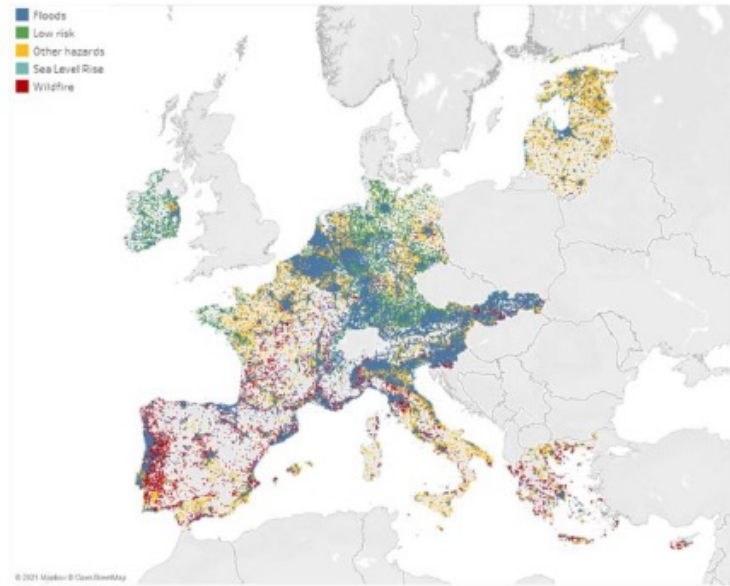 Floods
Low risk
Other hazards
Sea Level Rise
Wildfire
© 2021 Mapbox © OpenStreetMap